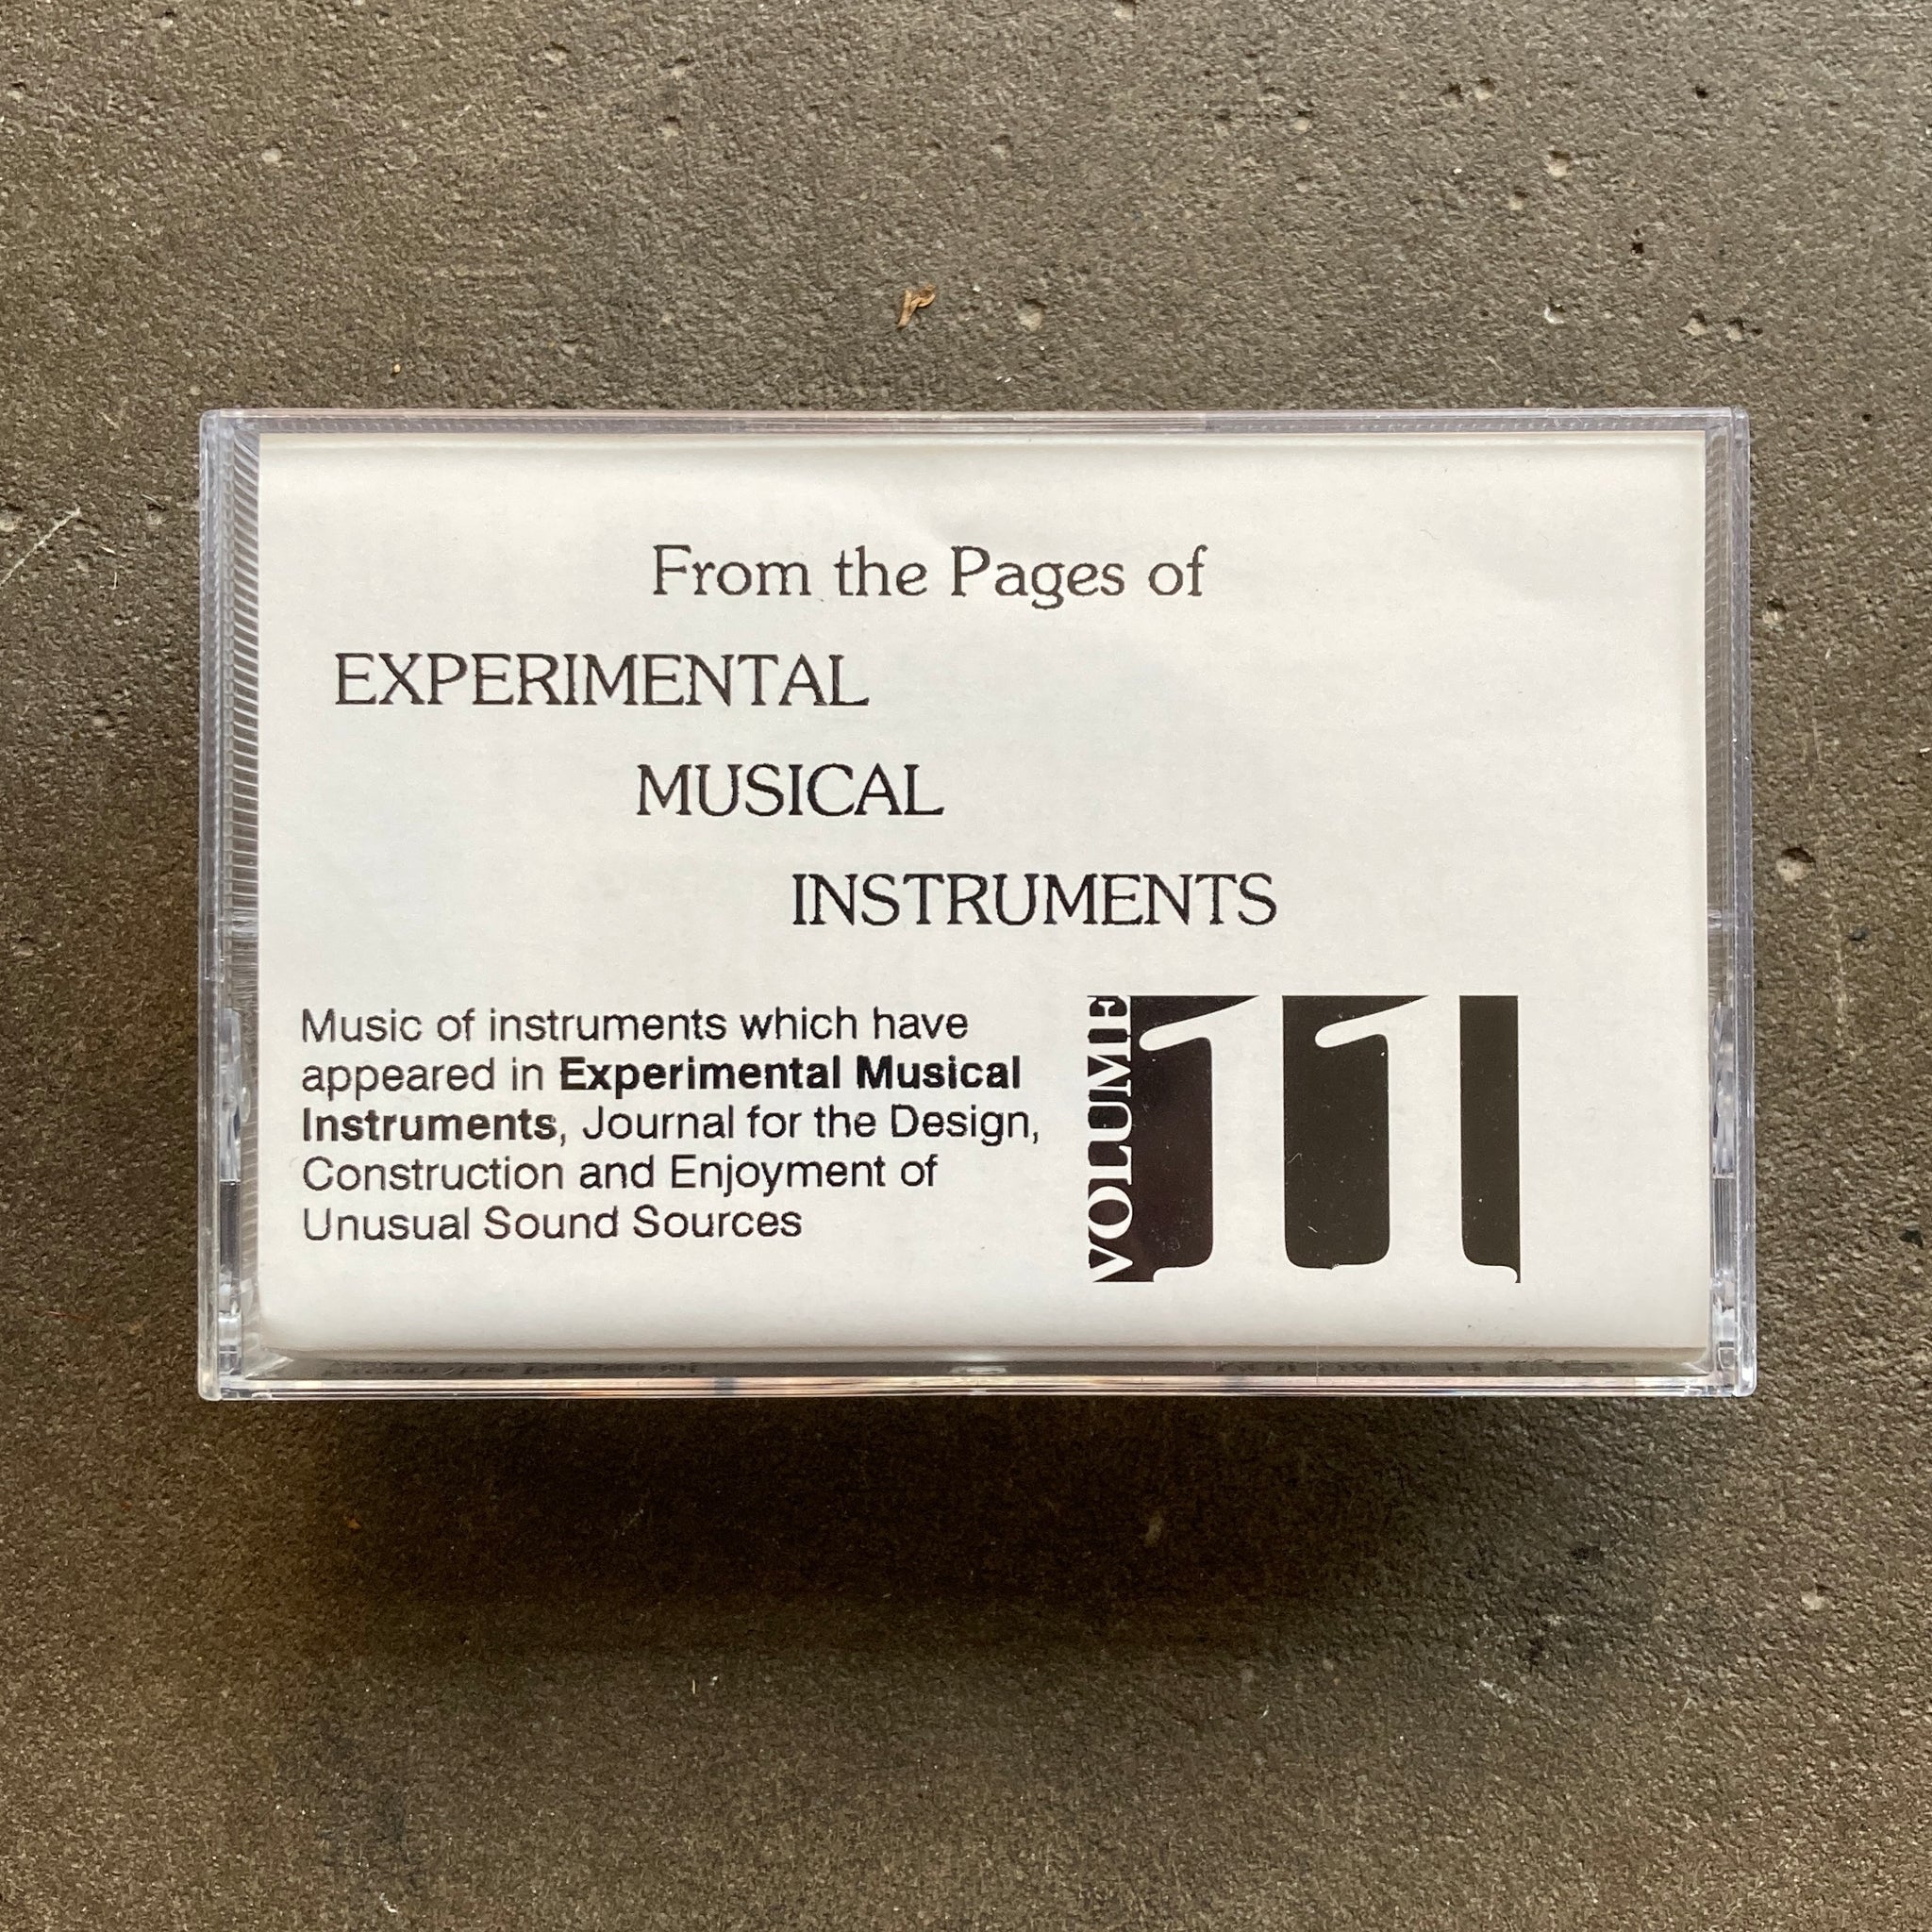 From the Pages of
EXPERIMENTAL
MUSICAL
INSTRUMENTS
Music of instruments which have
appeared in Experimental Musical
Instruments, Journal for the Design,
Construction and Enjoyment of
Unusual Sound Sources
VOLUME
11